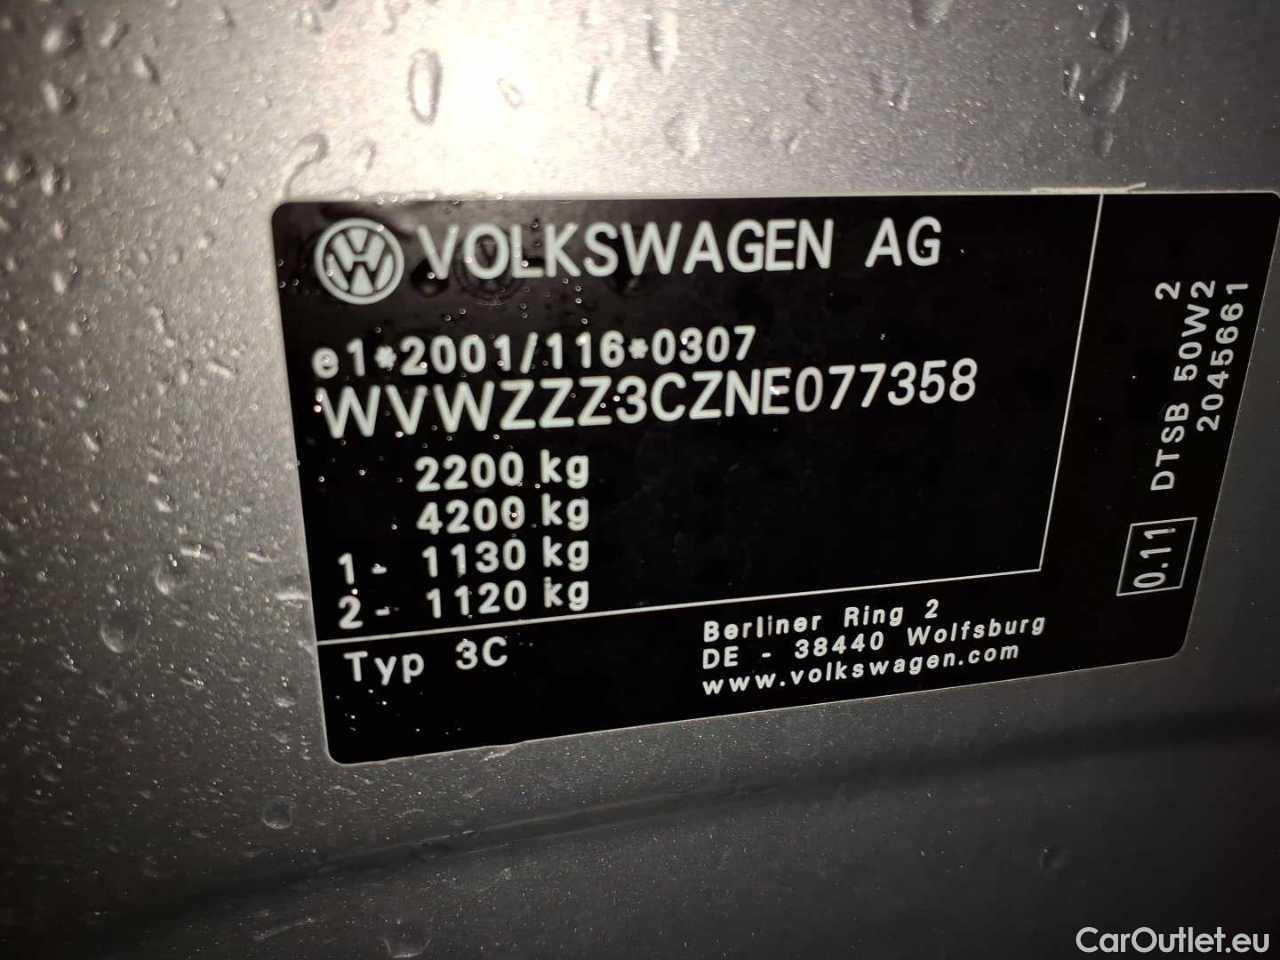 VOLKSWAGEN AG
e1*2001/116*0307
WVWZZZ3CZNE077358
2200 kg
4200 kg
1- 1130 kg
2- 1120 kg
Typ 3C
Berliner Ring 2
DE - 38440 Wolfsburg
www.volkswagen.com
0.11 DTSB 50W2 2
2045661
CarOutlet.eu